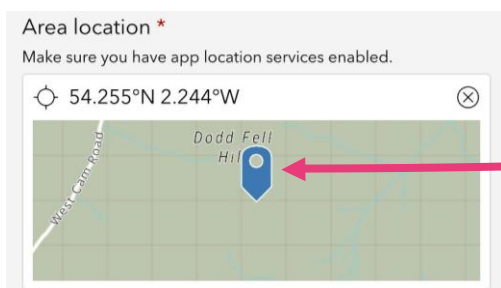 Area location *
Make sure you have app location services enabled.
54.255°N 2.244°W
Dodd Fell
Hil
West Cam Road